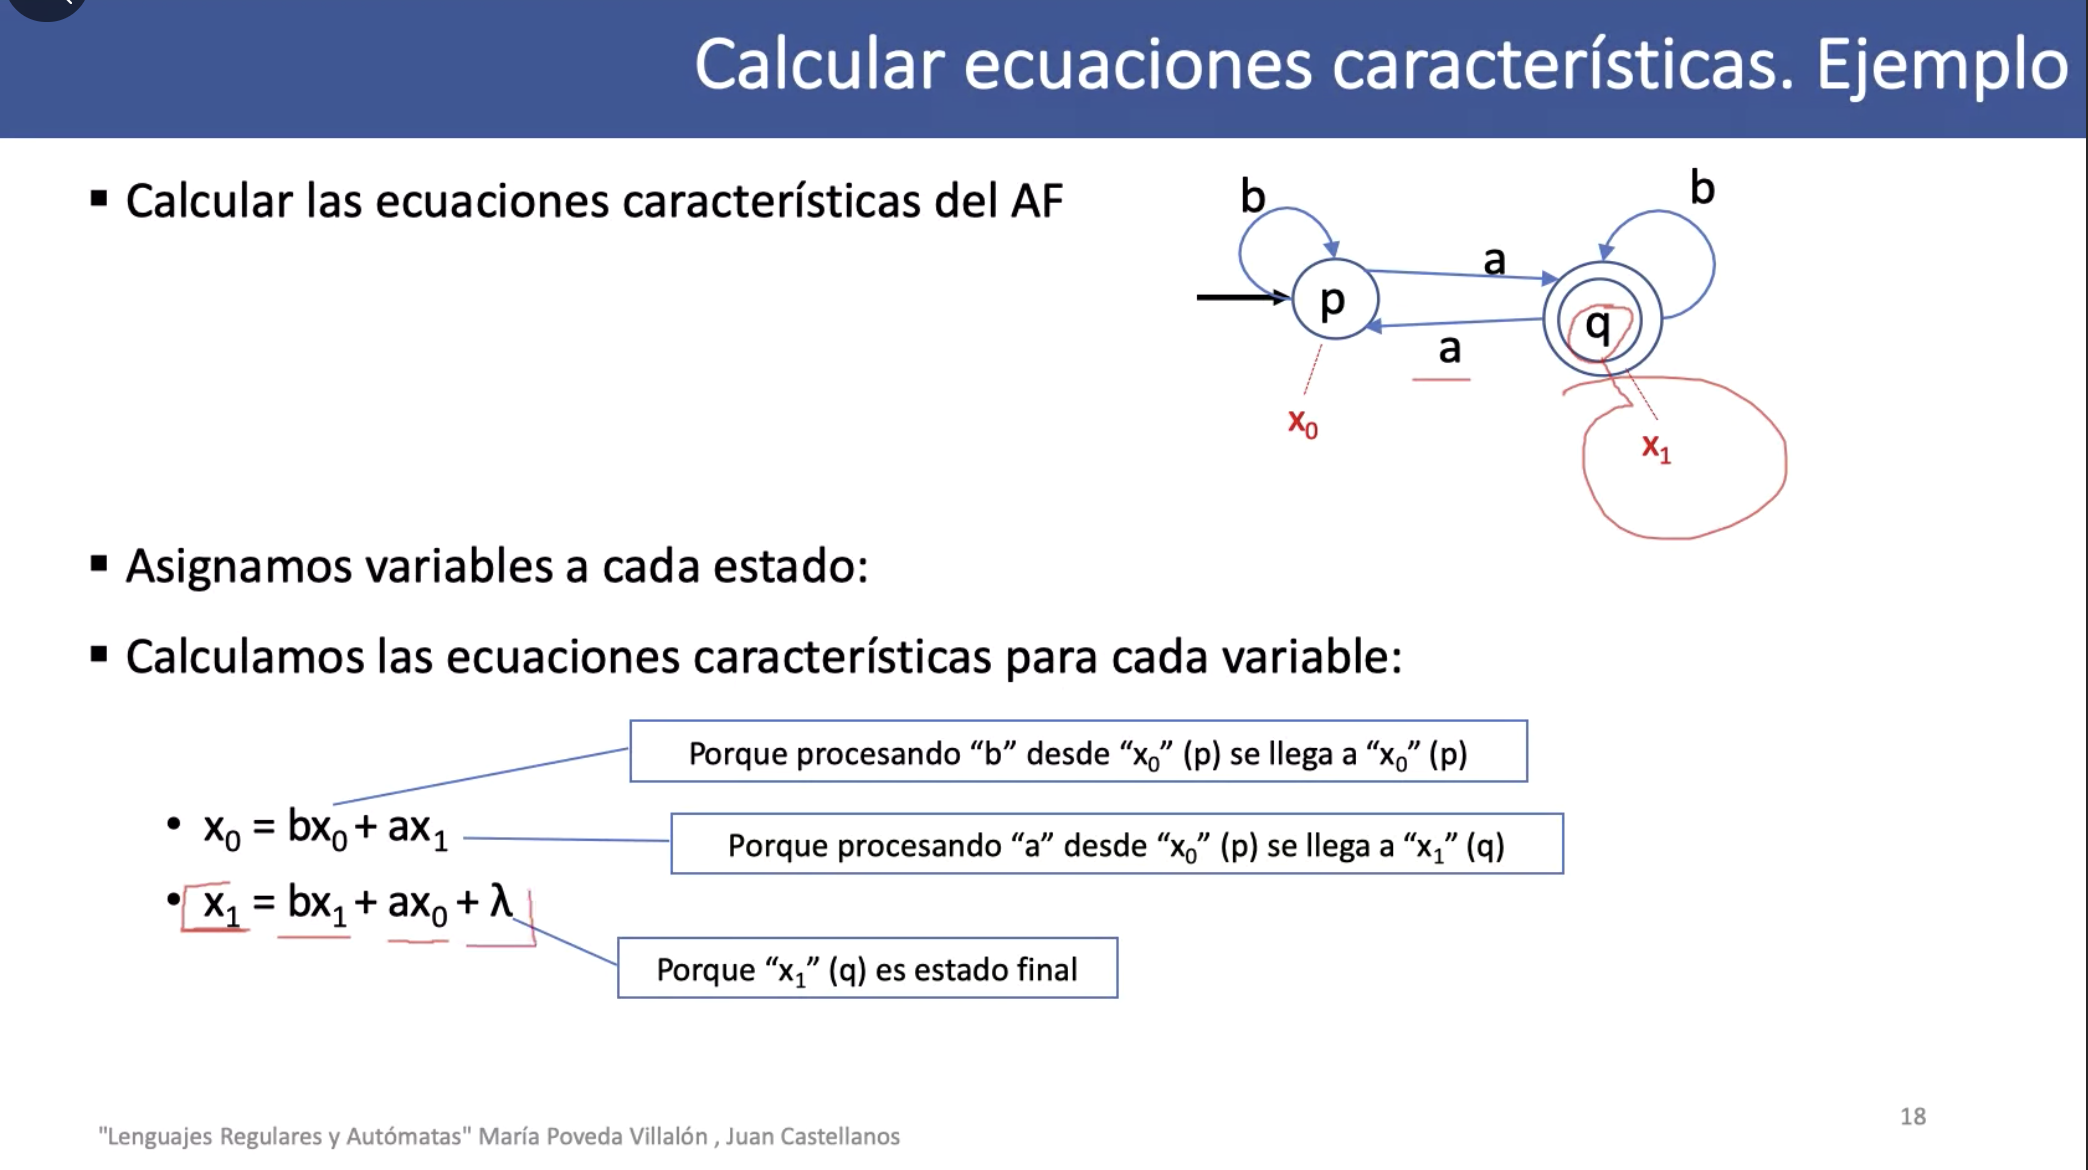 Calcular ecuaciones características. Ejemplo
▪ Calcular las ecuaciones características del AF
b
b
a
p
q
a
x₀
x₁
▪ Asignamos variables a cada estado:
▪ Calculamos las ecuaciones características para cada variable:
Porque procesando “b” desde “x₀” (p) se llega a “x₀” (p)
• x₀ = bx₀ + ax₁
Porque procesando “a” desde “x₀” (p) se llega a “x₁” (q)
• x₁ = bx₁ + ax₀ + λ
Porque “x₁” (q) es estado final
18
"Lenguajes Regulares y Autómatas" María Poveda Villalón , Juan Castellanos